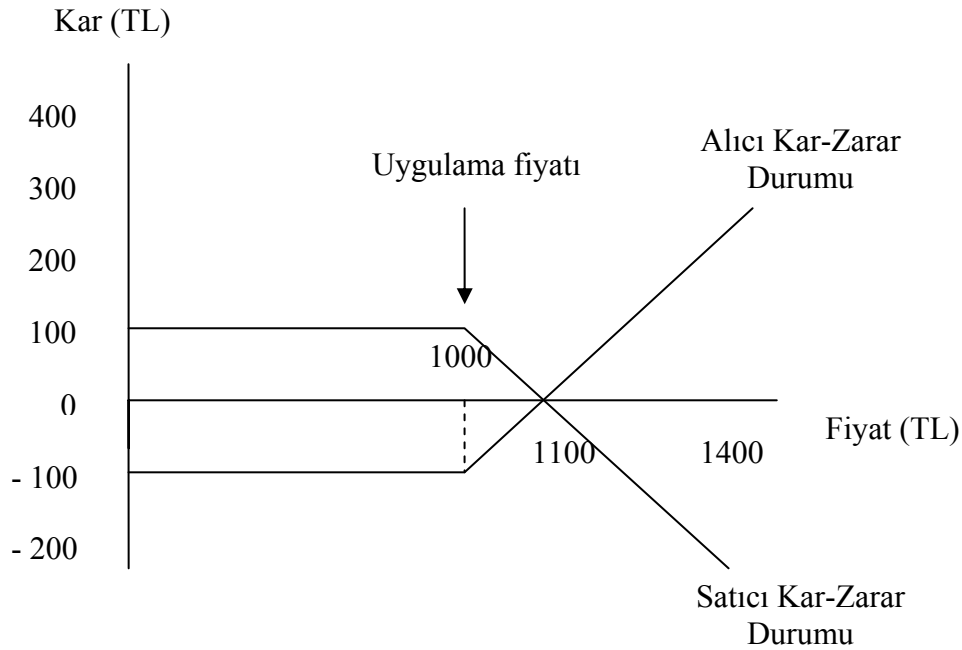 Kar (TL)
400
300
200
100
0
- 100
- 200
Uygulama fiyatı
1000
Alıcı Kar-Zarar
Durumu
1100
1400
Fiyat (TL)
Satıcı Kar-Zarar
Durumu